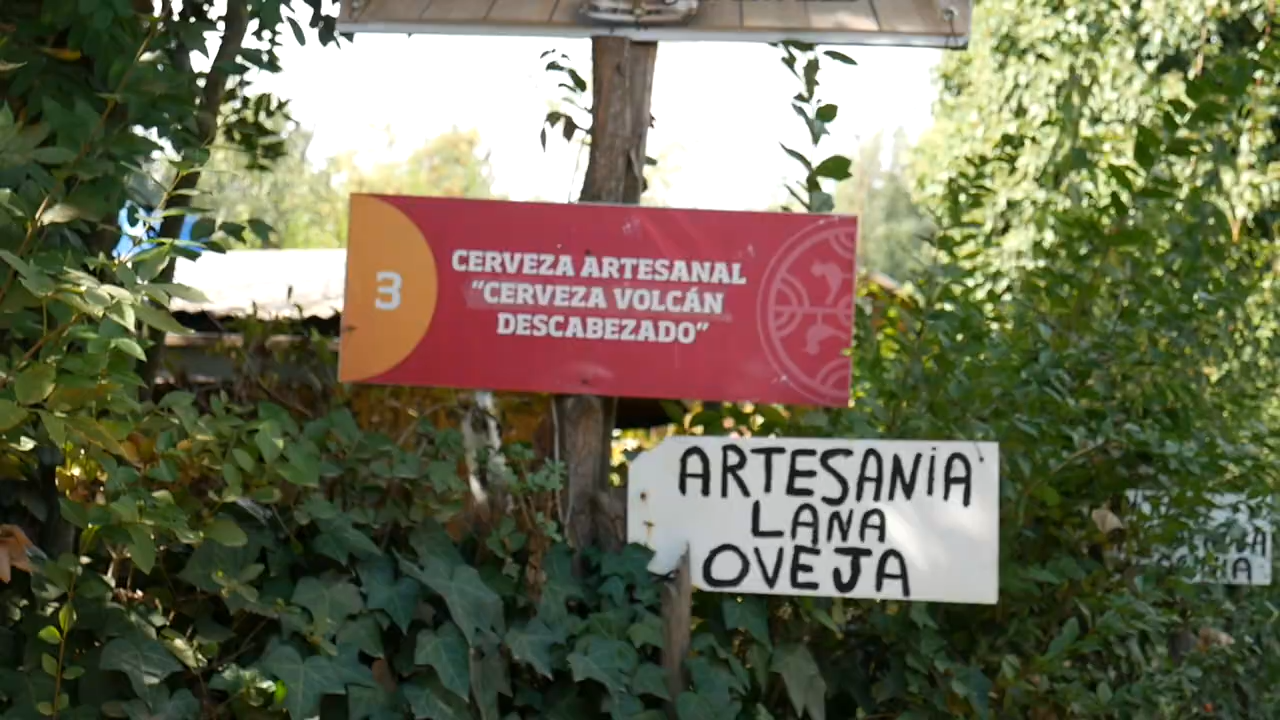 3
CERVEZA ARTESANAL
“CERVEZA VOLCÁN
DESCABEZADO”
ARTESANiA
LANA
OVEJA